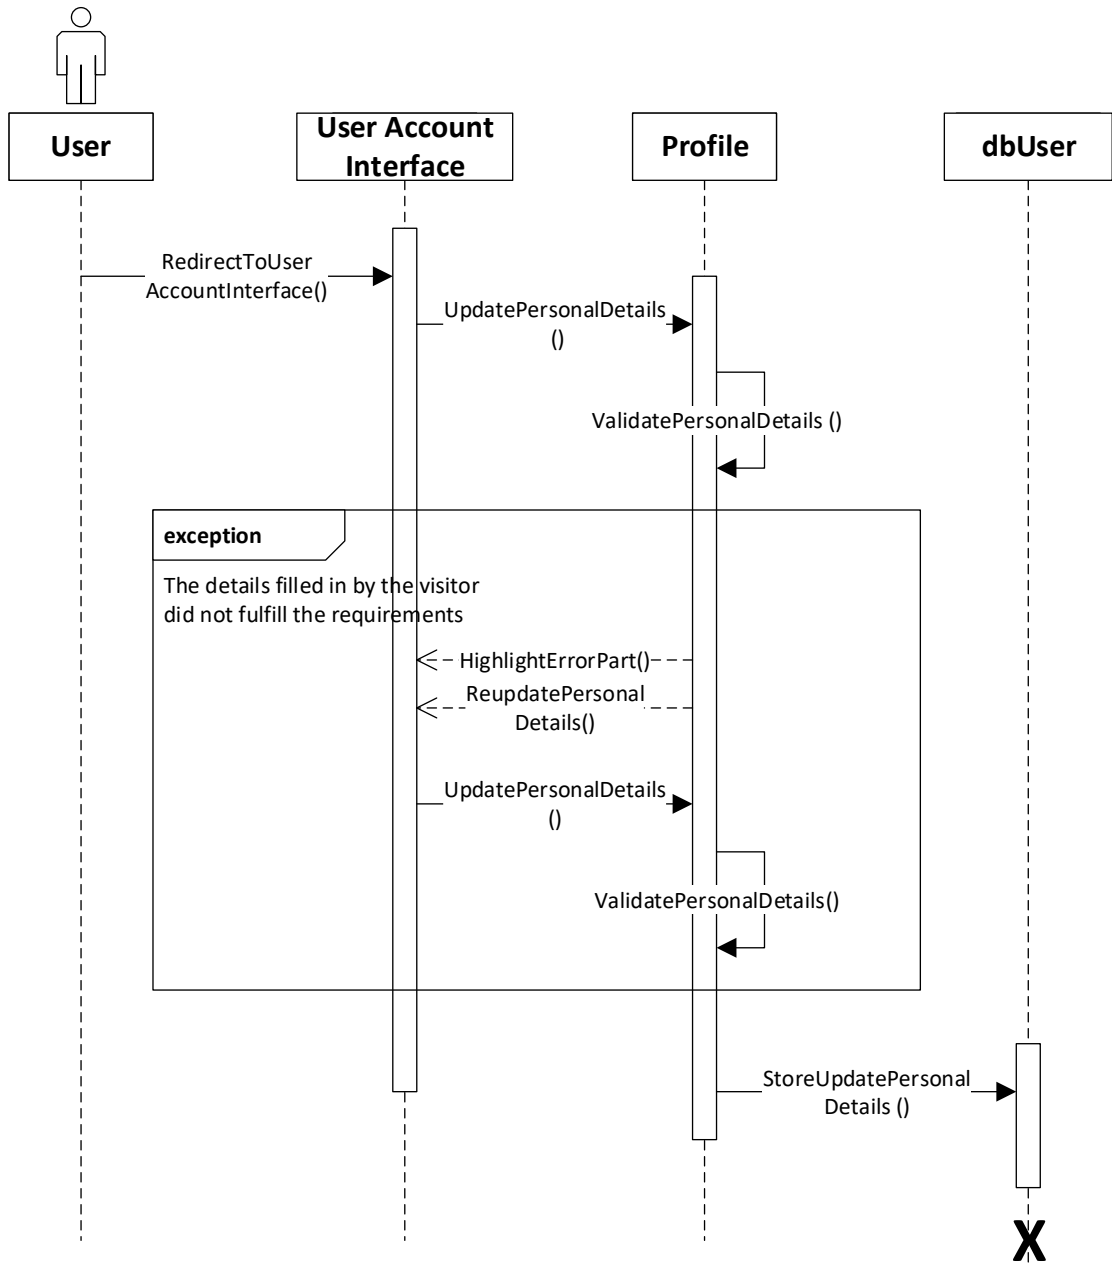 User
User Account
Interface
Profile
dbUser
RedirectToUser
AccountInterface()
UpdatePersonalDetails
()
ValidatePersonalDetails ()
exception
The details filled in by the visitor
did not fulfill the requirements
HighlightErrorPart()
ReupdatePersonal
Details()
UpdatePersonalDetails
()
ValidatePersonalDetails()
StoreUpdatePersonal
Details ()
X